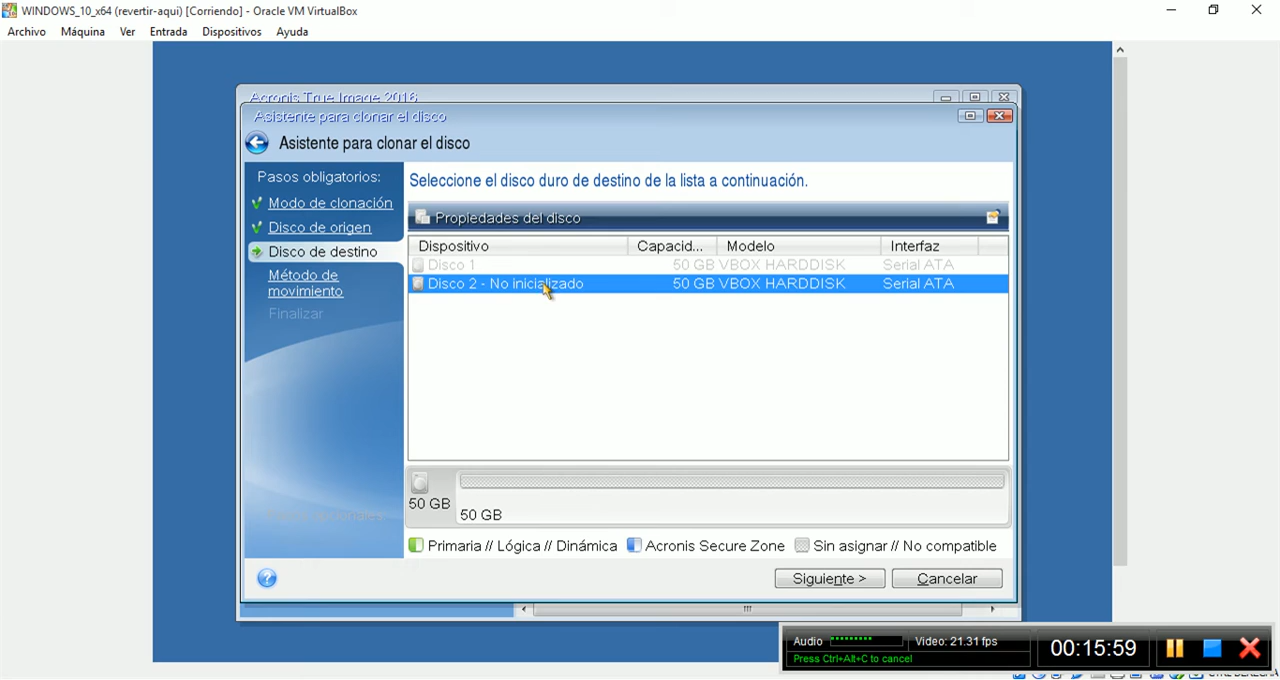 WINDOWS_10_x64 (revertir-aqui) [Corriendo] - Oracle VM VirtualBox
Archivo Máquina Ver Entrada Dispositivos Ayuda
Acronis True Image 2016
Asistente para clonar el disco
Asistente para clonar el disco
Pasos obligatorios:
Modo de clonación
Disco de origen
Disco de destino
Método de
movimiento
Finalizar
Seleccione el disco duro de destino de la lista a continuación.
Propiedades del disco
Dispositivo Capacid... Modelo Interfaz
Disco 1 50 GB VBOX HARDDISK Serial ATA
Disco 2 - No inicializado 50 GB VBOX HARDDISK Serial ATA
50 GB
50 GB
Primaria // Lógica // Dinámica Acronis Secure Zone Sin asignar // No compatible
Siguiente > Cancelar
Audio Video: 21.31 fps
Press Ctrl+Alt+C to cancel
00:15:59